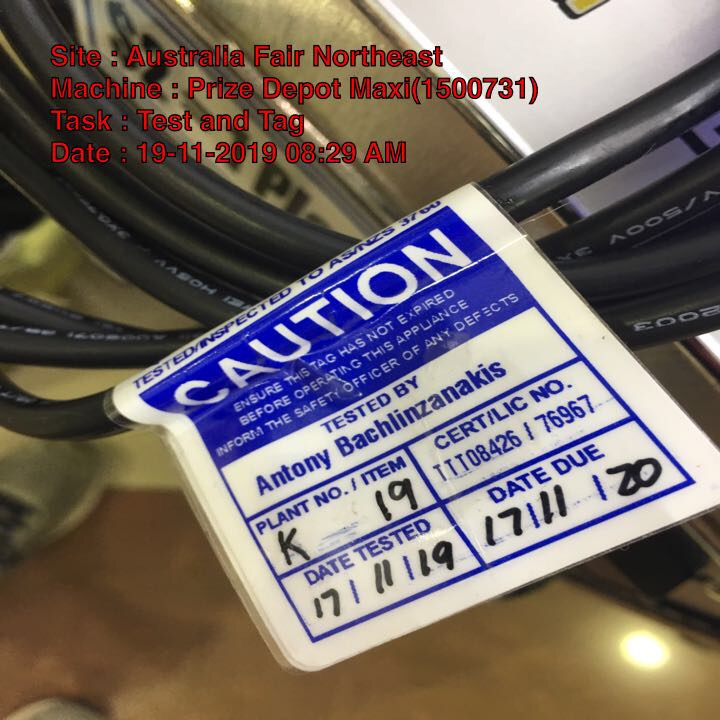 Site : Australia Fair Northeast
Machine : Prize Depot Maxi(1500731)
Task : Test and Tag
Date : 19-11-2019 08:29 AM
TESTED/INSPECTED TO AS/NZS 3760
CAUTION
ENSURE THIS TAG HAS NOT EXPIRED
BEFORE OPERATING THIS APPLIANCE
INFORM THE SAFETY OFFICER OF ANY DEFECTS
TESTED BY
Antony Bachlinzanakis
CERT/LIC NO.
TTT08426 / 76967
PLANT NO. / ITEM
K 19
DATE TESTED
17/11/19
DATE DUE
17/11/20
V/500V